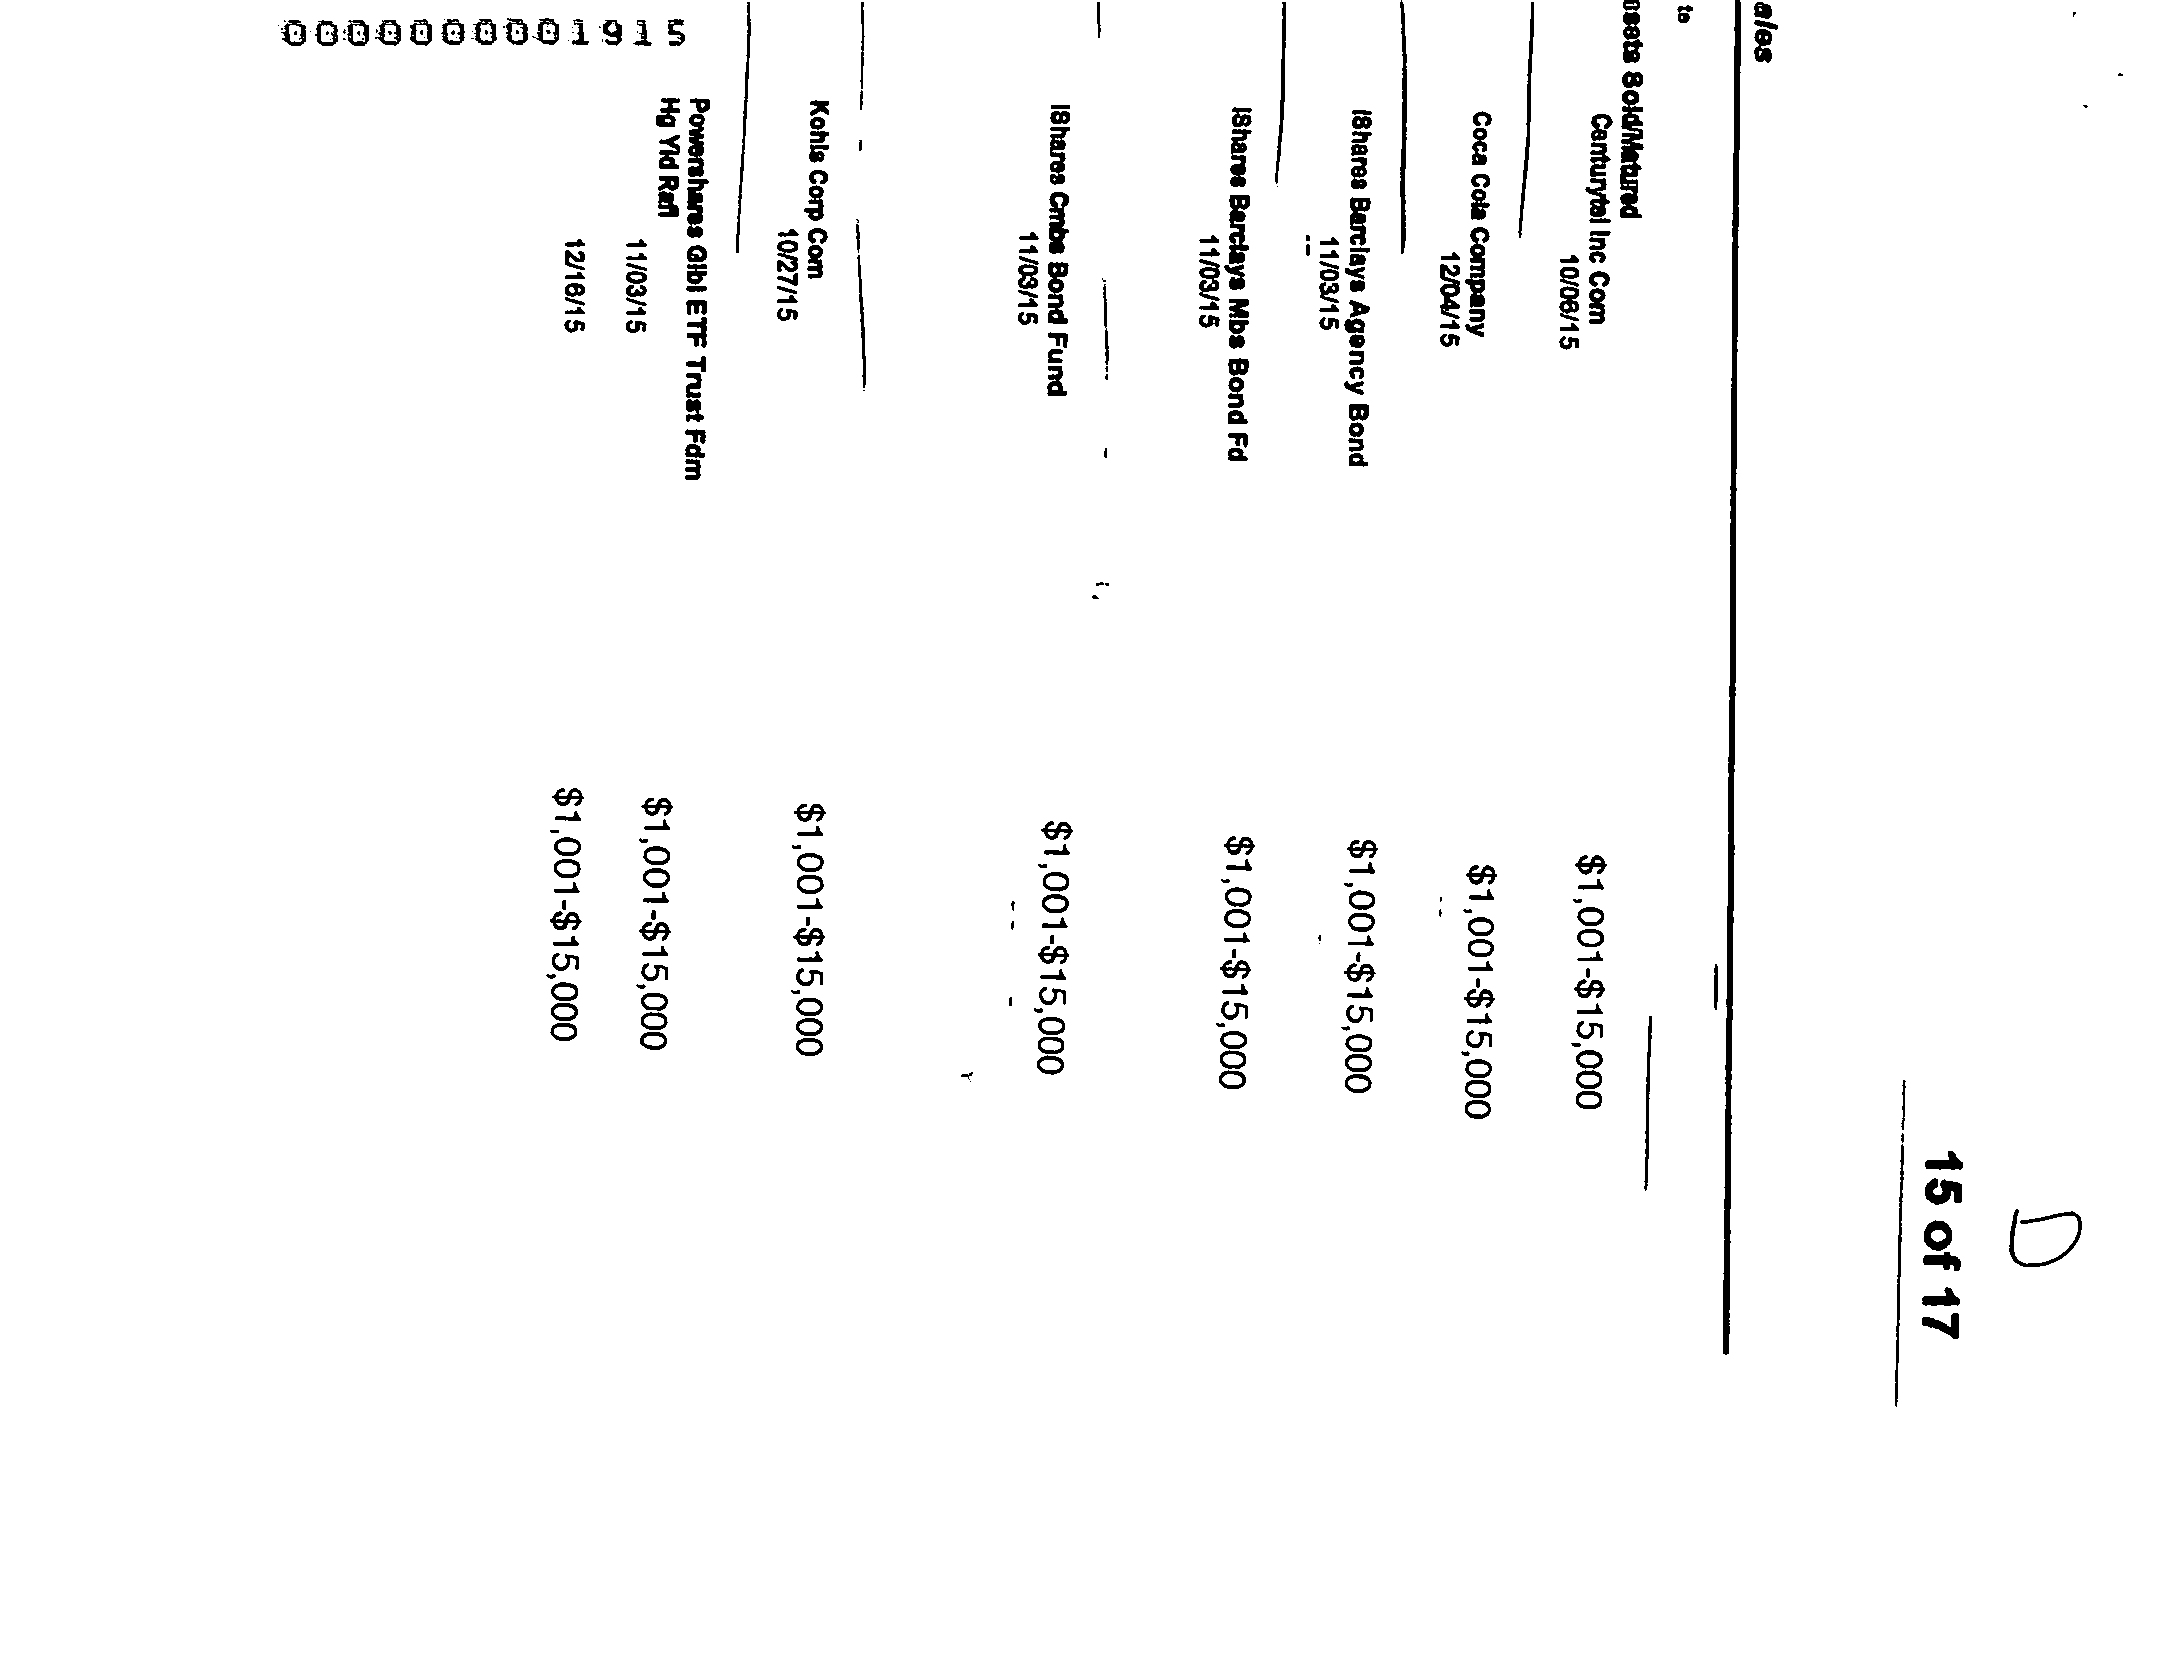 D
15 of 17
ales
te
ssets Sold/Matured
Centurytel Inc Com
10/06/15 $1,001-$15,000
Coca Cola Company
12/04/15 $1,001-$15,000
IShares Barclays Agency Bond
11/03/15 $1,001-$15,000
IShares Barclays Mbs Bond Fd
11/03/15 $1,001-$15,000
IShares Cmbs Bond Fund
11/03/15 $1,001-$15,000
Kohls Corp Com
10/27/15 $1,001-$15,000
Powershares Glbl ETF Trust Fdm
Hg Yld Rafi
11/03/15 $1,001-$15,000
12/16/15 $1,001-$15,000
0000000001915